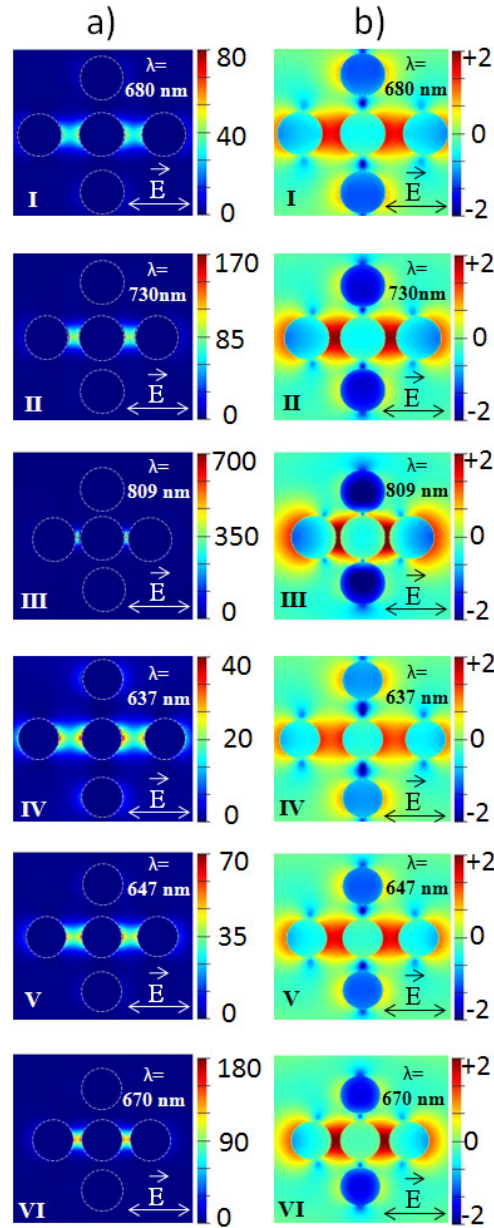 a) b)
80 +2
λ= λ=
680 nm 680 nm
40 0
E E
I I
0 -2
170 +2
λ= λ=
730nm 730nm
85 0
E E
II II
0 -2
700 +2
λ= λ=
809 nm 809 nm
350 0
E E
III III
0 -2
40 +2
λ= λ=
637 nm 637 nm
20 0
E E
IV IV
0 -2
70 +2
λ= λ=
647 nm 647 nm
35 0
E E
V V
0 -2
180 +2
λ= λ=
670 nm 670 nm
90 0
E E
VI VI
0 -2